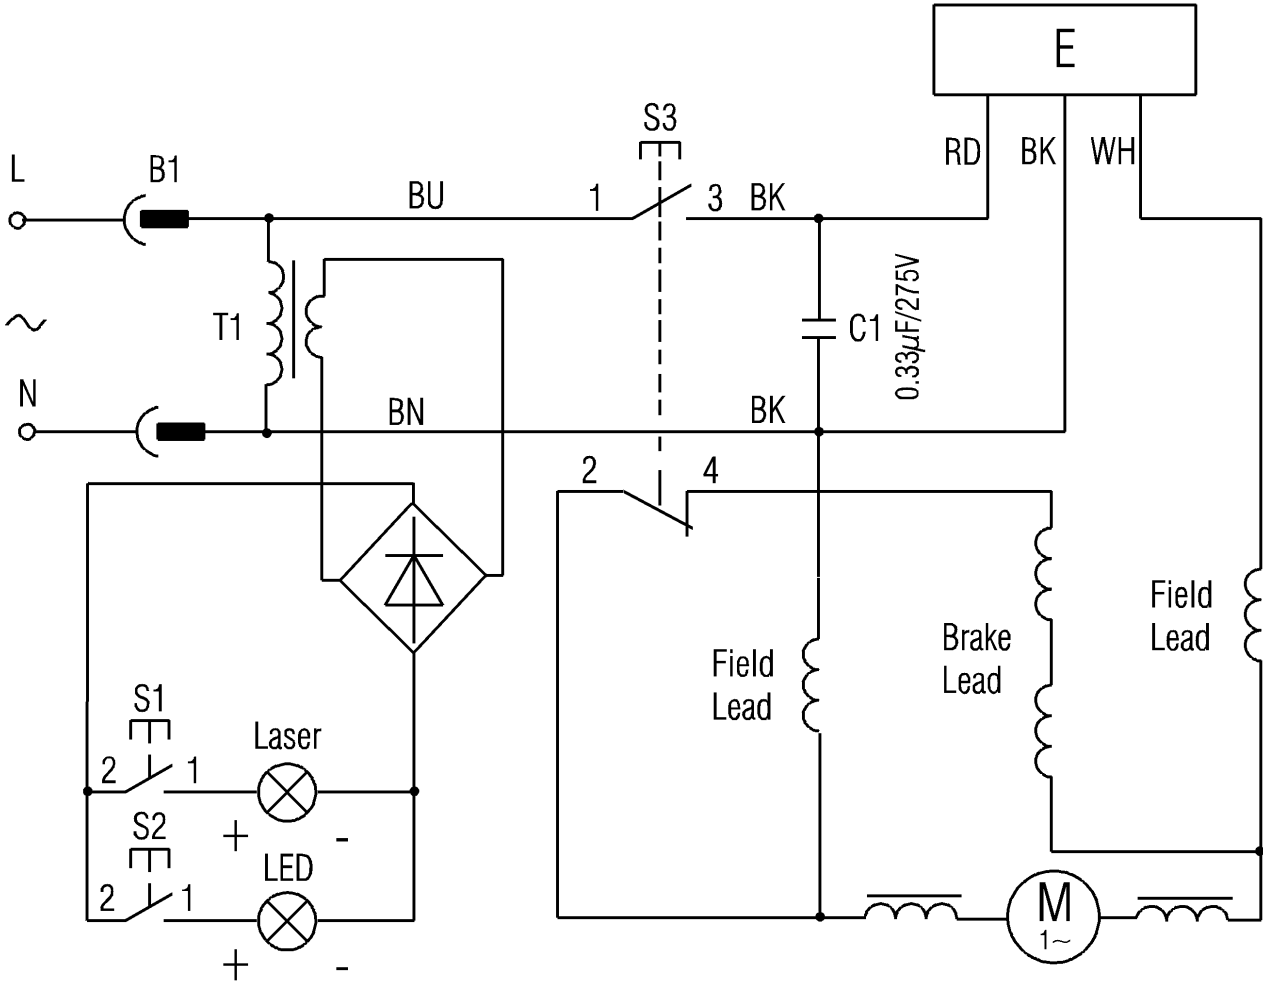 E
S3
RD BK WH
L B1
BU 1 3 BK
T1 C1 0.33µF/275V
N
BN BK
2 4
Field
Lead
Brake
Lead
Field
Lead
S1
Laser
2 1
+ -
S2
LED
2 1
+ -
M
1~